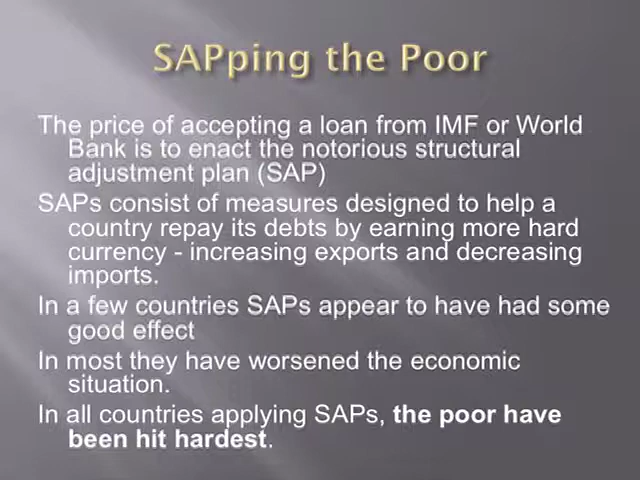 SAPping the Poor
The price of accepting a loan from IMF or World
Bank is to enact the notorious structural
adjustment plan (SAP)
SAPs consist of measures designed to help a
country repay its debts by earning more hard
currency - increasing exports and decreasing
imports.
In a few countries SAPs appear to have had some
good effect
In most they have worsened the economic
situation.
In all countries applying SAPs, the poor have
been hit hardest.